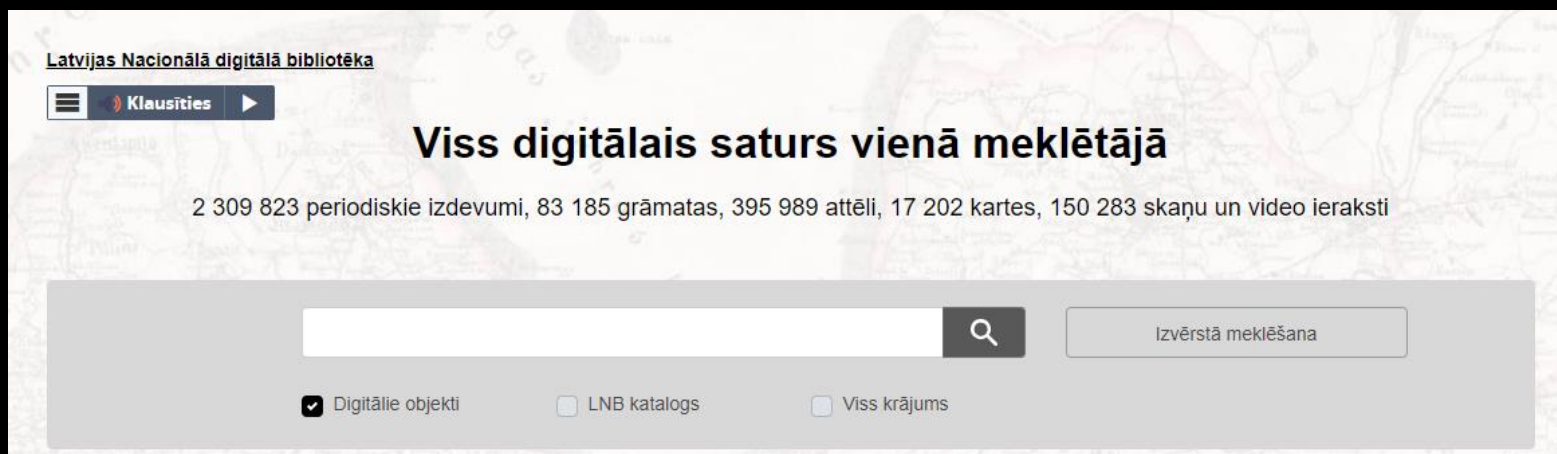 Latvijas Nacionālā digitālā bibliotēka
Klausīties
Viss digitālais saturs vienā meklētājā
2 309 823 periodiskie izdevumi, 83 185 grāmatas, 395 989 attēli, 17 202 kartes, 150 283 skaņu un video ieraksti
Izvērstā meklēšana
Digitālie objekti LNB katalogs Viss krājums